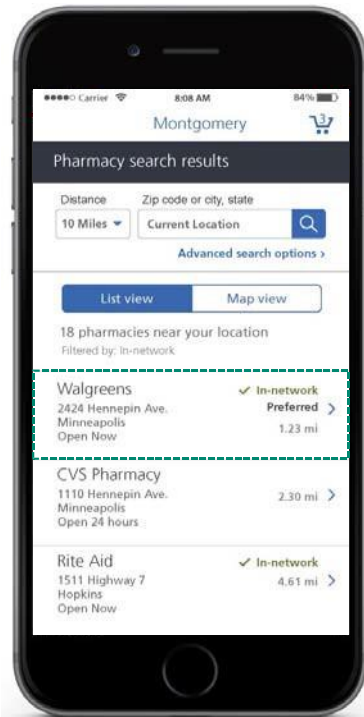 Carrier 8:08 AM 84%
Montgomery 3
Pharmacy search results
Distance Zip code or city, state
10 Miles Current Location
Advanced search options ›
List view Map view
18 pharmacies near your location
Filtered by: In-network
Walgreens ✓ In-network
2424 Hennepin Ave. Preferred
Minneapolis 1.23 mi
Open Now
CVS Pharmacy
1110 Hennepin Ave. 2.30 mi
Minneapolis
Open 24 hours
Rite Aid ✓ In-network
1511 Highway 7 4.61 mi
Hopkins
Open Now